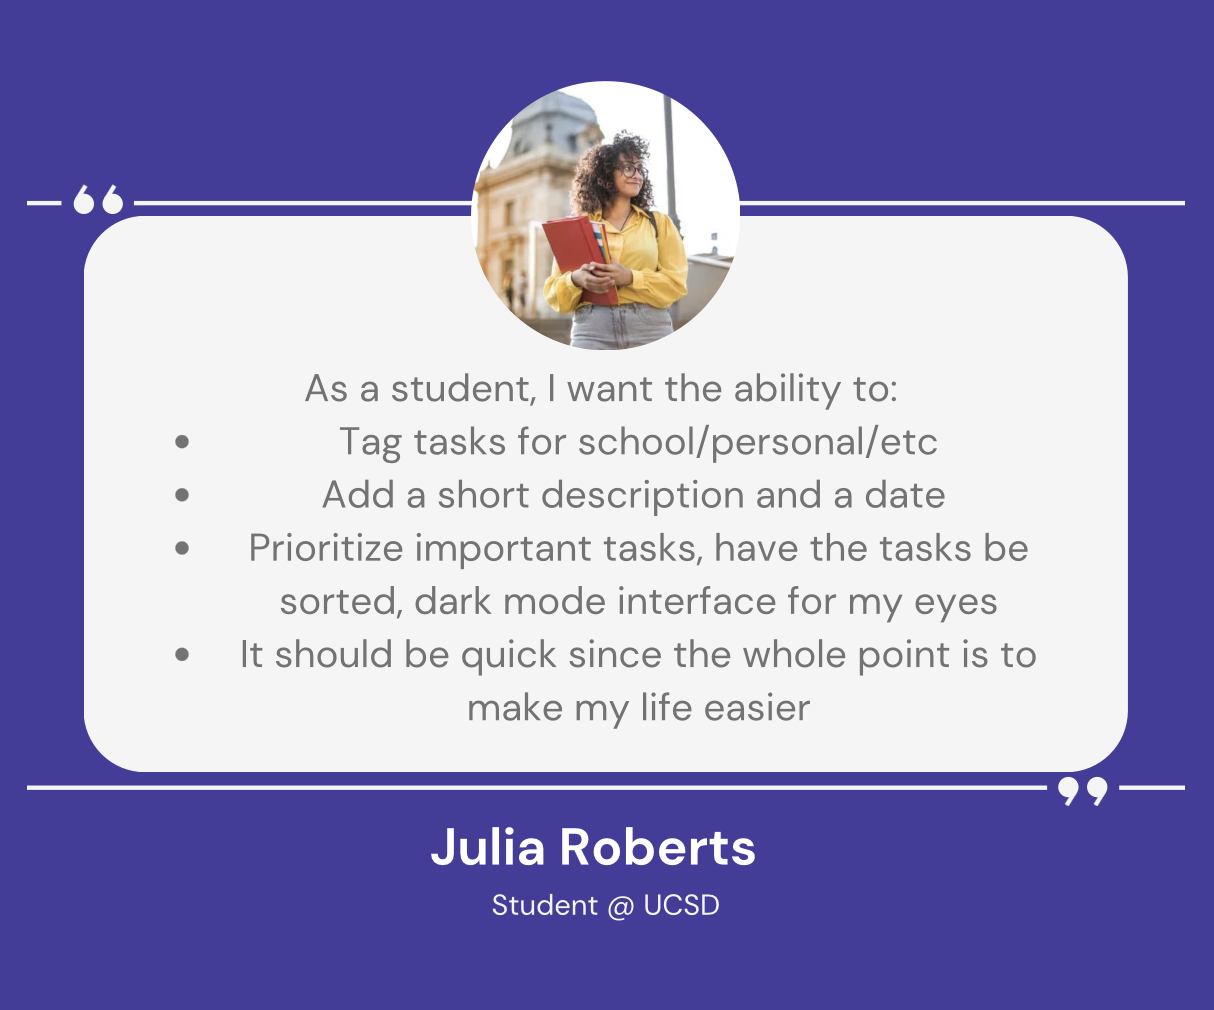 “
As a student, I want the ability to:
• Tag tasks for school/personal/etc
• Add a short description and a date
• Prioritize important tasks, have the tasks be
sorted, dark mode interface for my eyes
• It should be quick since the whole point is to
make my life easier
”
Julia Roberts
Student @ UCSD